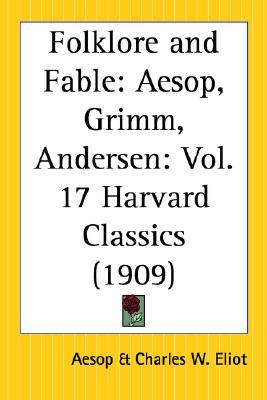 Folklore and
Fable: Aesop,
Grimm,
Andersen: Vol.
17 Harvard
Classics
(1909)
Aesop & Charles W. Eliot